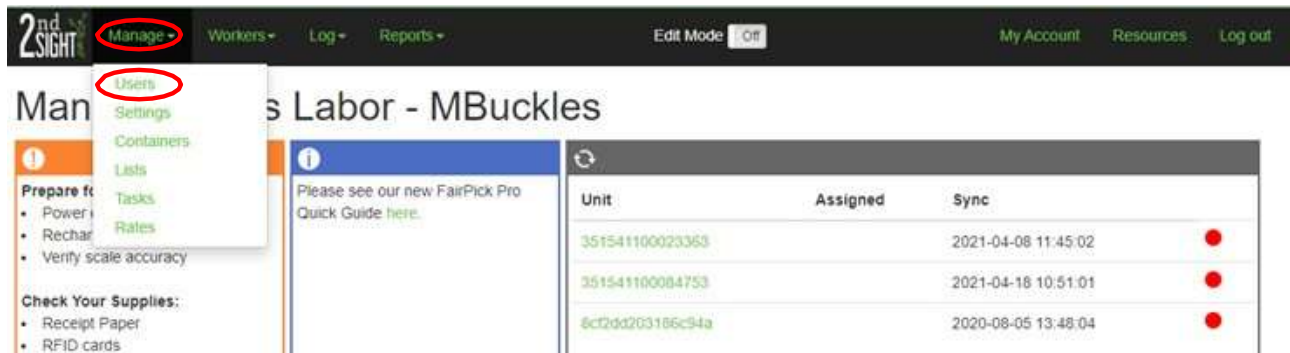 2nd SIGHT Manage Workers Log Reports Edit Mode Off My Account Resources Log out
Users
Settings
Containers
Lists
Tasks
Rates
Man s Labor - MBuckles
Prepare fo
• Power
• Rechar
• Verify scale accuracy
Check Your Supplies:
• Receipt Paper
• RFID cards
Please see our new FairPick Pro
Quick Guide here.
Unit Assigned Sync
351541100023363 2021-04-08 11:45:02
351541100084753 2021-04-18 10:51:01
8cf2dd203186c94a 2020-08-05 13:48:04